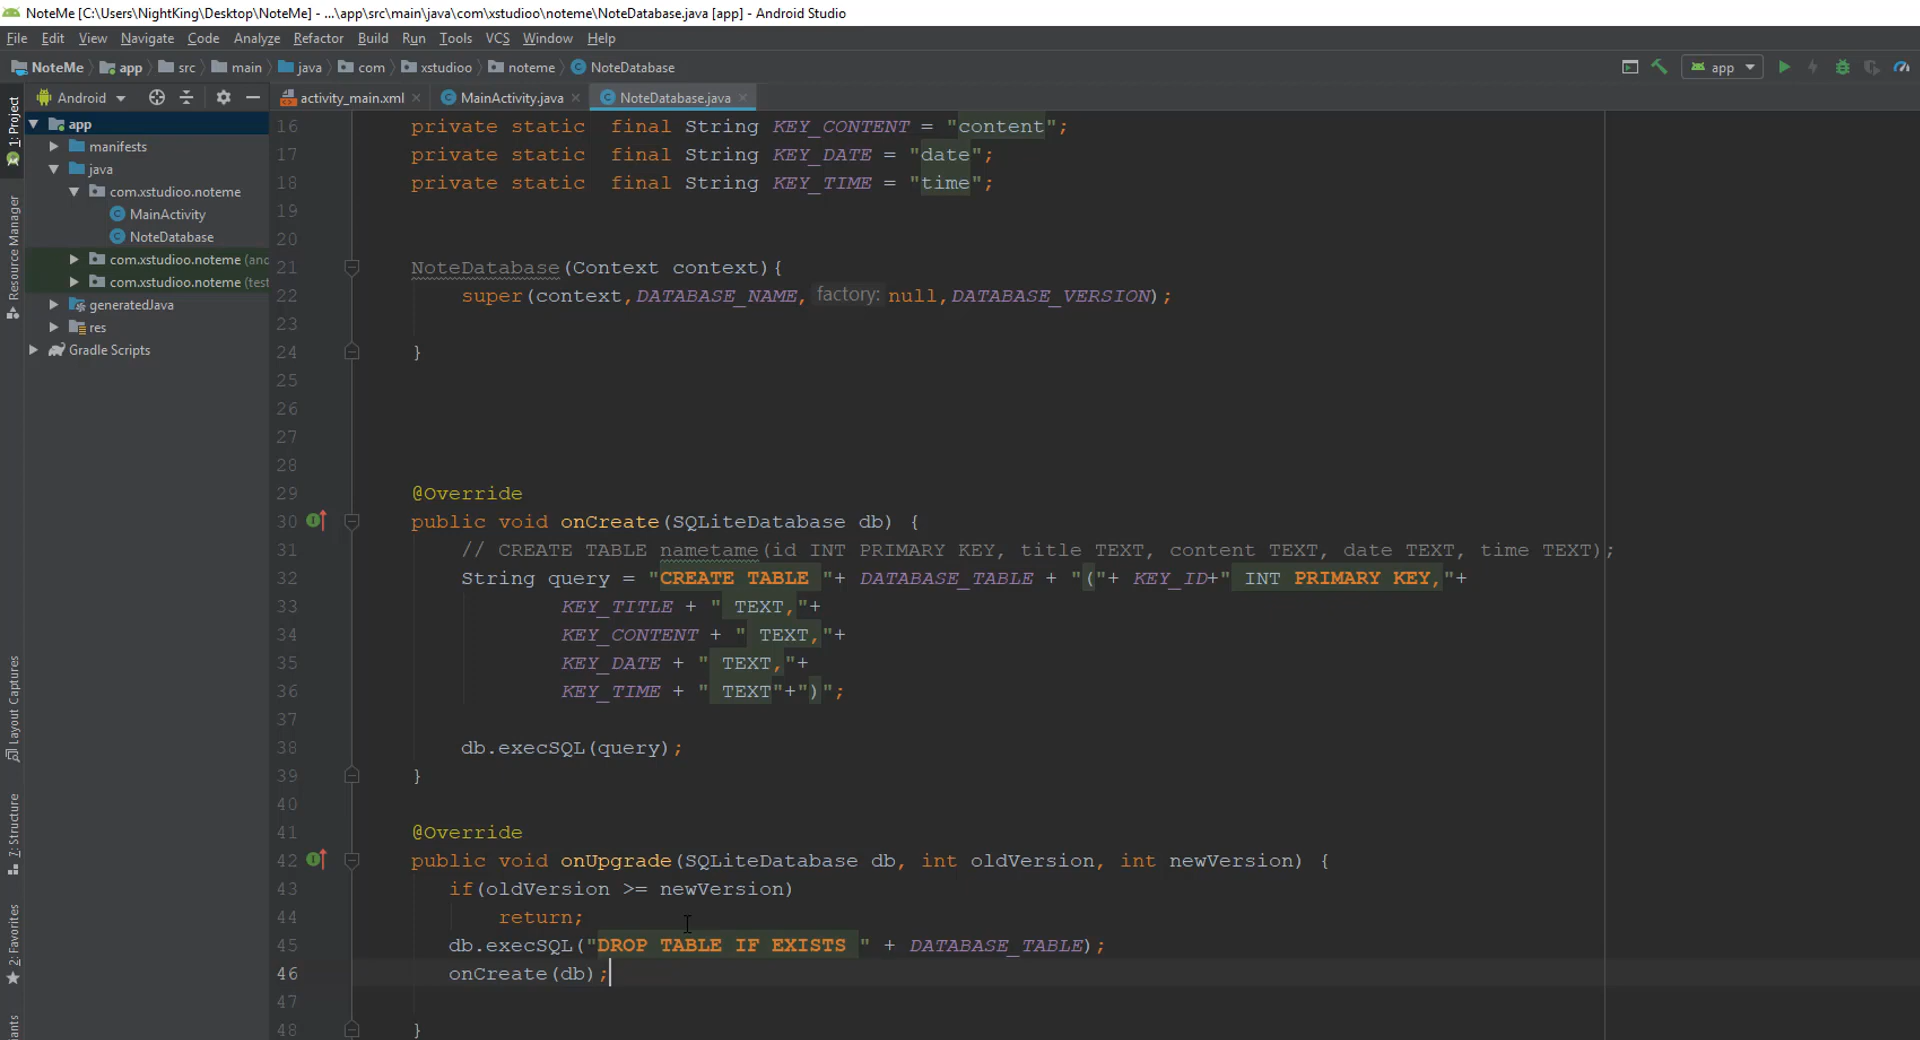 NoteMe [C:\Users\NightKing\Desktop\NoteMe] - ...\app\src\main\java\com\xstudioo\noteme\NoteDatabase.java [app] - Android Studio
File Edit View Navigate Code Analyze Refactor Build Run Tools VCS Window Help
NoteMe app src main java com xstudioo noteme NoteDatabase app
Android activity_main.xml MainActivity.java NoteDatabase.java
1: Project
Resource Manager
Layout Captures
7: Structure
2: Favorites
iants
app
manifests
java
com.xstudioo.noteme
MainActivity
NoteDatabase
com.xstudioo.noteme (and
com.xstudioo.noteme (test
generatedJava
res
Gradle Scripts
16 private static final String KEY_CONTENT = "content";
17 private static final String KEY_DATE = "date";
18 private static final String KEY_TIME = "time";
19
20
21 NoteDatabase(Context context){
22 super(context,DATABASE_NAME, factory: null,DATABASE_VERSION);
23
24 }
25
26
27
28
29 @Override
30 public void onCreate(SQLiteDatabase db) {
31 // CREATE TABLE nametame(id INT PRIMARY KEY, title TEXT, content TEXT, date TEXT, time TEXT);
32 String query = "CREATE TABLE "+ DATABASE_TABLE + "("+ KEY_ID+" INT PRIMARY KEY,"+
33 KEY_TITLE + " TEXT,"+
34 KEY_CONTENT + " TEXT,"+
35 KEY_DATE + " TEXT,"+
36 KEY_TIME + " TEXT"+")";
37
38 db.execSQL(query);
39 }
40
41 @Override
42 public void onUpgrade(SQLiteDatabase db, int oldVersion, int newVersion) {
43 if(oldVersion >= newVersion)
44 return;
45 db.execSQL("DROP TABLE IF EXISTS " + DATABASE_TABLE);
46 onCreate(db);
47
48 }